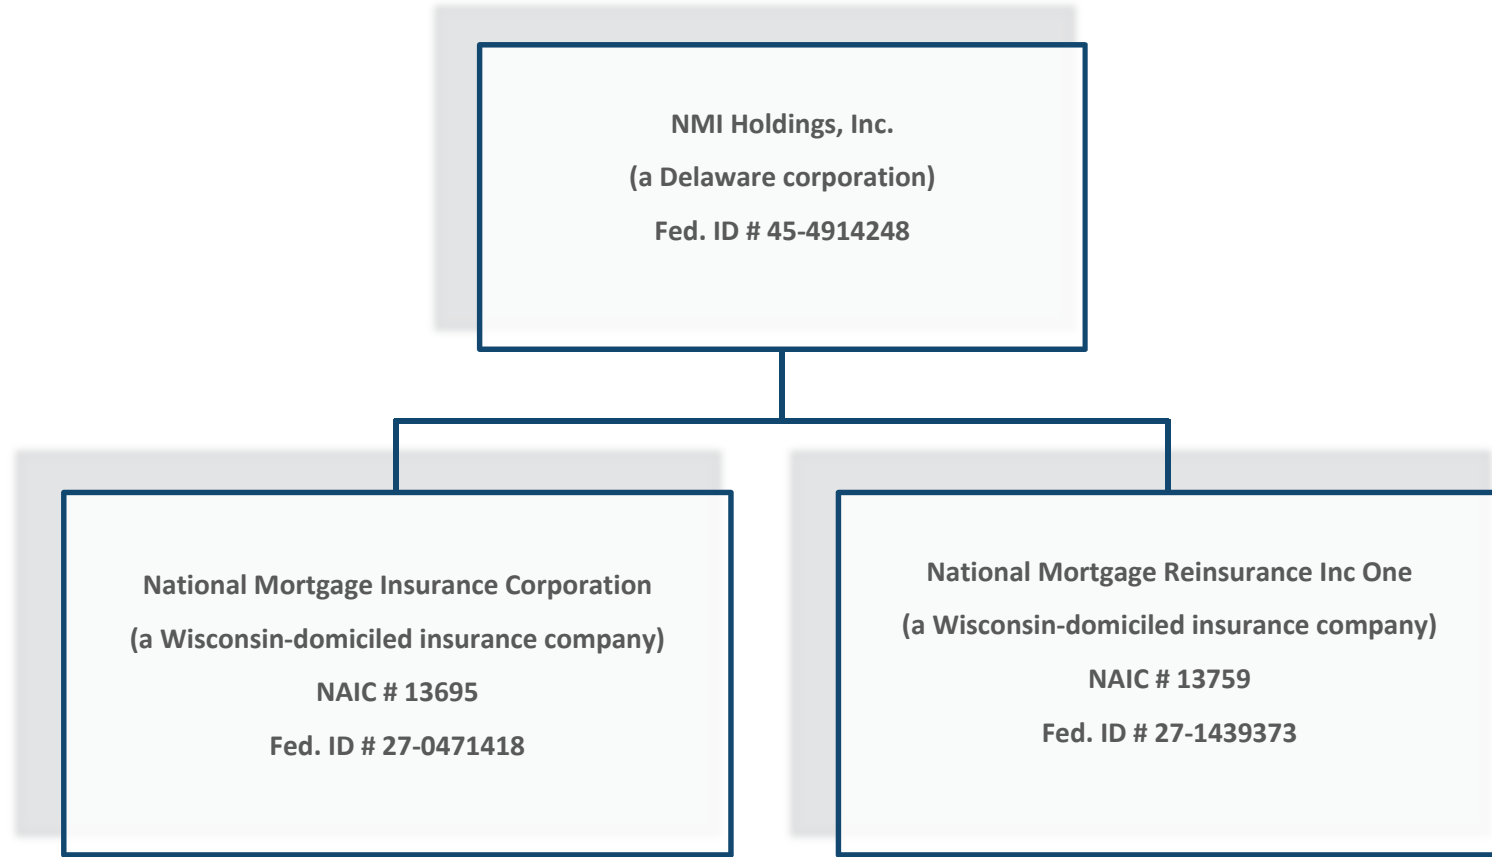 NMI Holdings, Inc.
(a Delaware corporation)
Fed. ID # 45-4914248
National Mortgage Insurance Corporation
(a Wisconsin-domiciled insurance company)
NAIC # 13695
Fed. ID # 27-0471418
National Mortgage Reinsurance Inc One
(a Wisconsin-domiciled insurance company)
NAIC # 13759
Fed. ID # 27-1439373